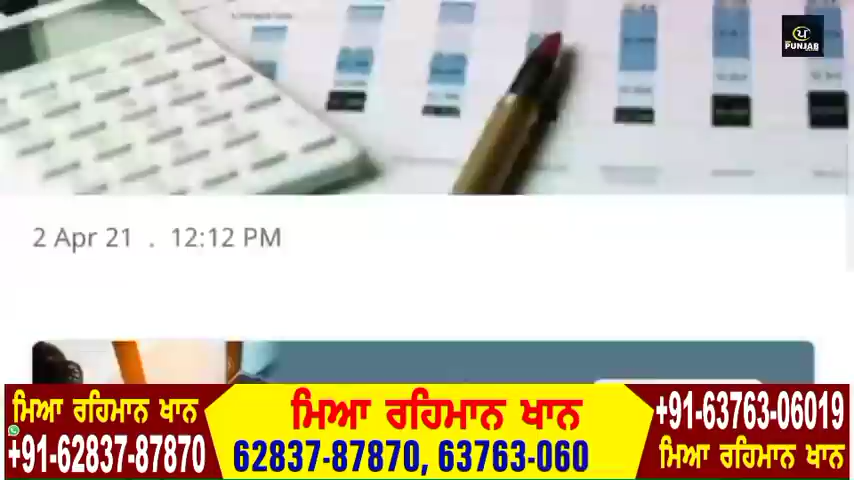 ਪ
PUNJAB
2 Apr 21 . 12:12 PM
ਮਿਆ ਰਹਿਮਾਨ ਖਾਨ
+91-62837-87870
ਮਿਆ ਰਹਿਮਾਨ ਖਾਨ
62837-87870, 63763-060
+91-63763-06019
ਮਿਆ ਰਹਿਮਾਨ ਖਾਨ